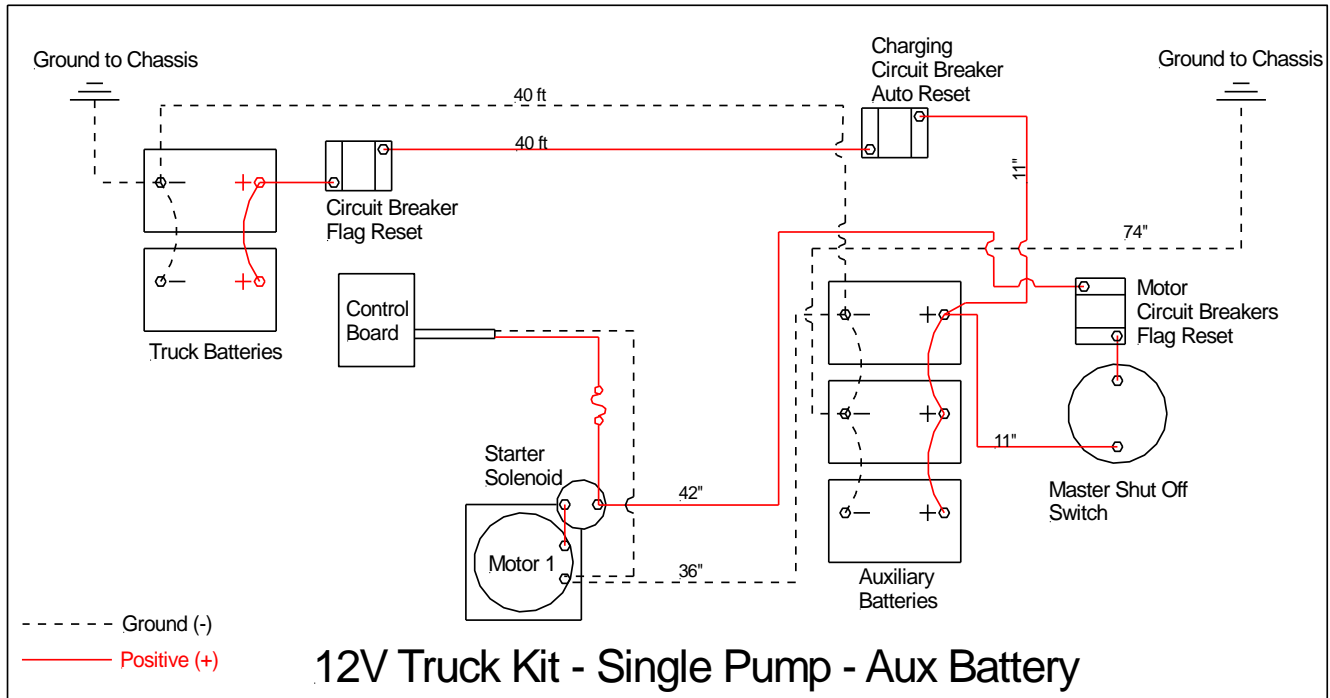 Ground to Chassis
40 ft
40 ft
Charging
Circuit Breaker
Auto Reset
Ground to Chassis
11"
74"
Circuit Breaker
Flag Reset
Truck Batteries
Control
Board
Motor
Circuit Breakers
Flag Reset
Starter
Solenoid
42"
11"
Master Shut Off
Switch
Motor 1
36"
Auxiliary
Batteries
Ground (-)
Positive (+)
12V Truck Kit - Single Pump - Aux Battery